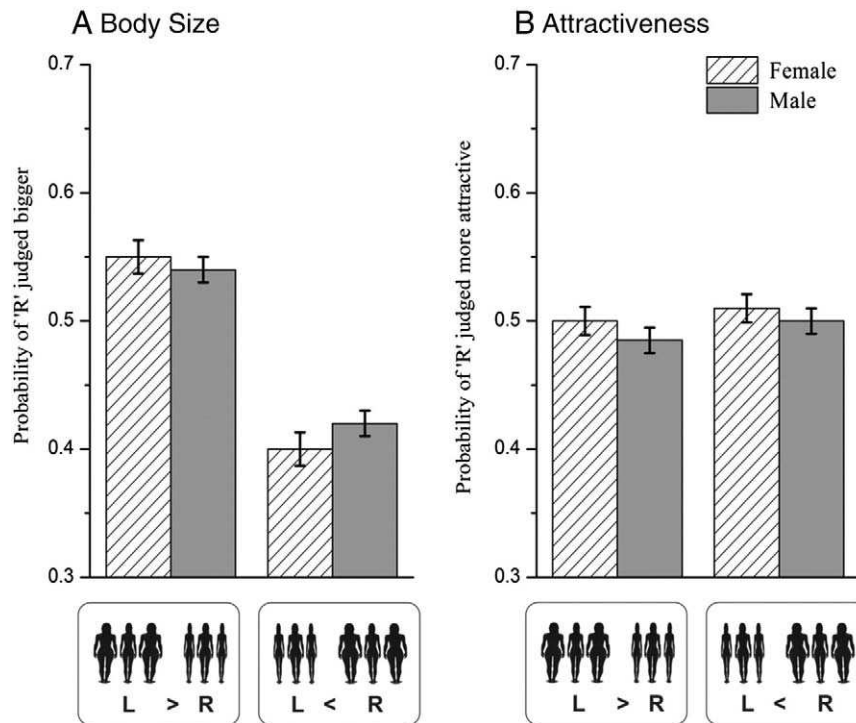 A Body Size
B Attractiveness
Probability of 'R' judged bigger
0.7
0.6
0.5
0.4
0.3
Probability of 'R' judged more attractive
0.7
0.6
0.5
0.4
0.3
Female
Male
L > R
L < R
L > R
L < R